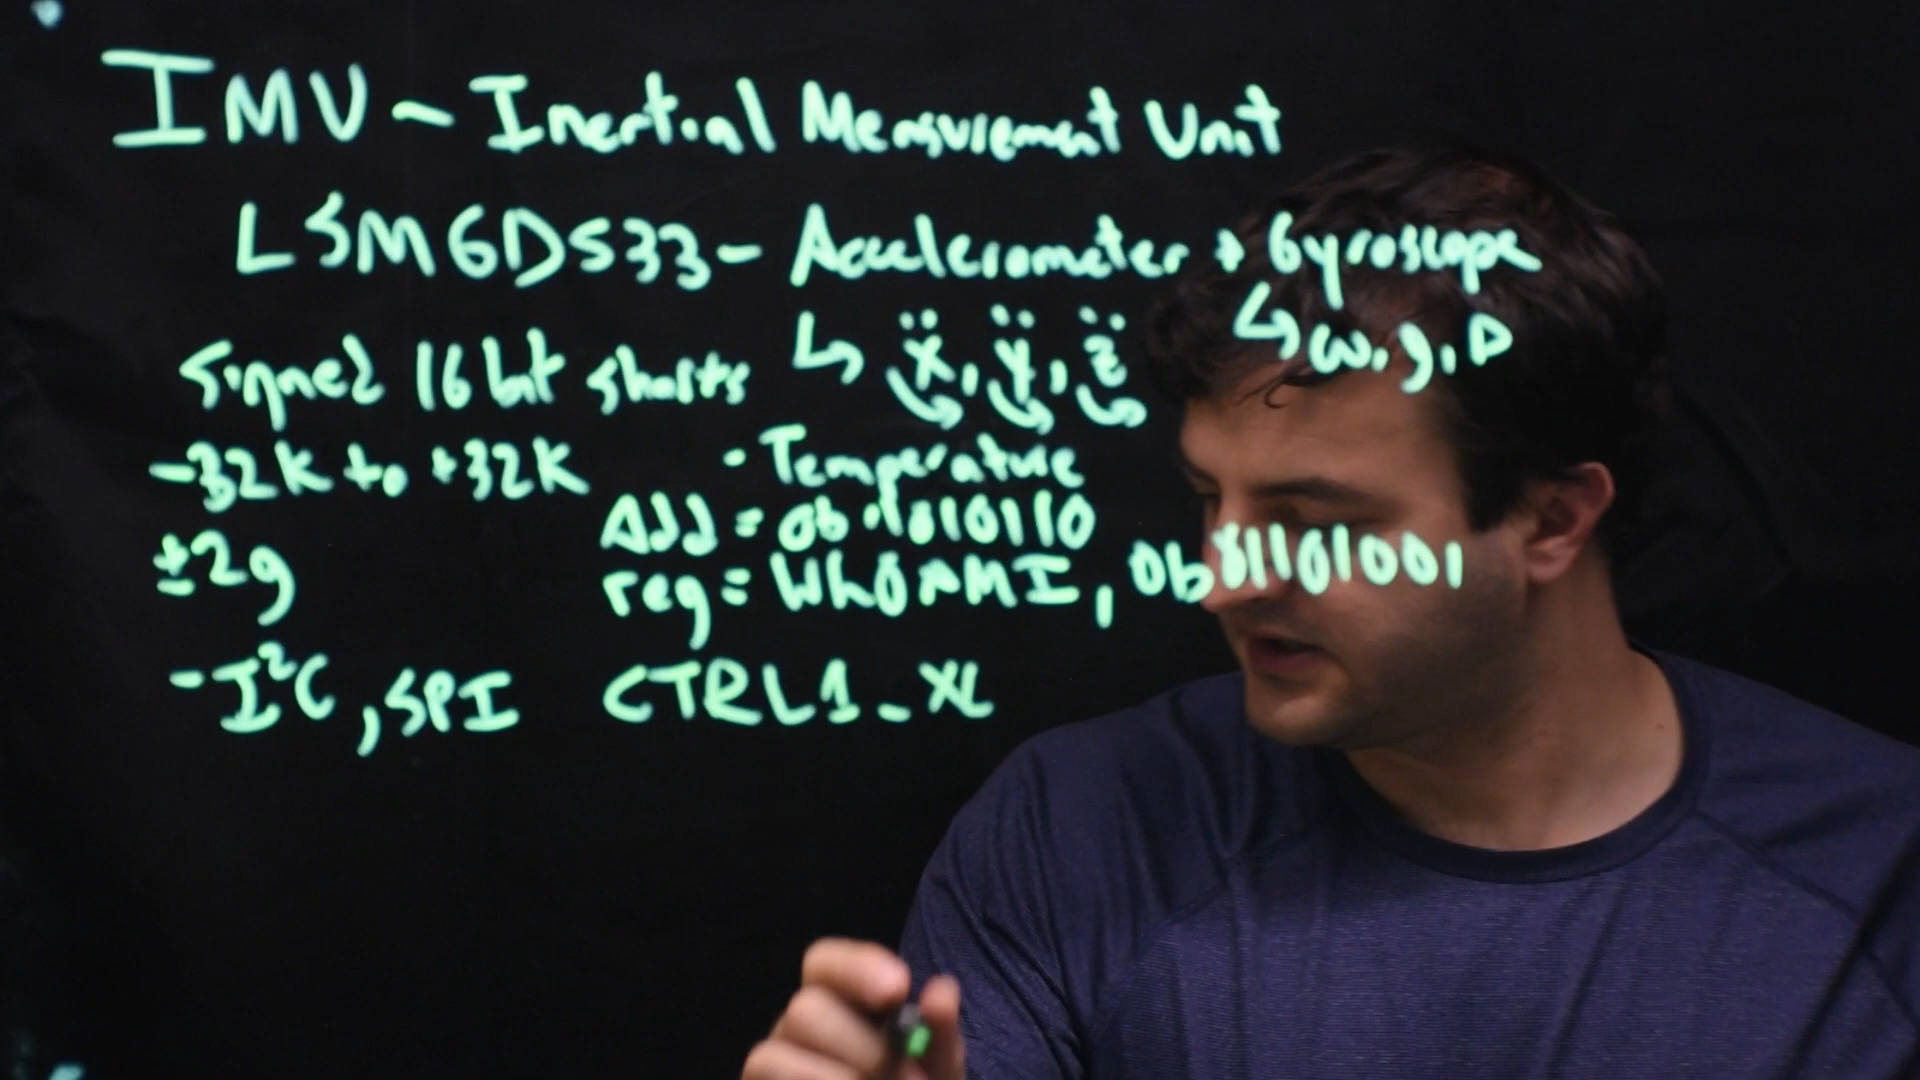 IMU - Inertial Measurement Unit
LSM6DS33 - Accelerometer + Gyroscope
Signed 16 bit shorts ↳ ẍ, ÿ, z̈ ↳
-32K to +32K - Temperature
Add = 0b
±2g reg = WhOAMI, 0b01101001
- I²C, SPI CTRL1_XL